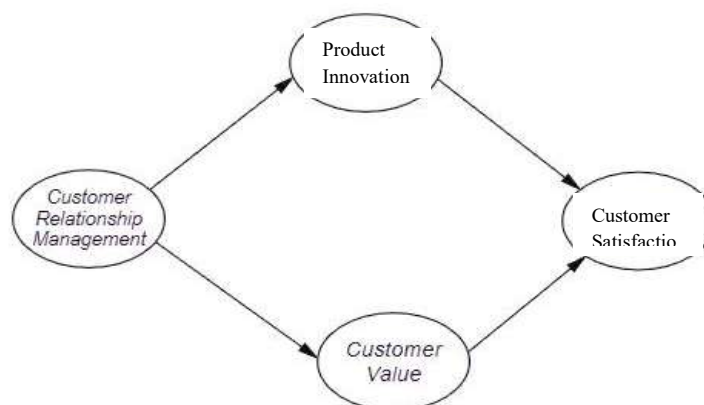 Product
Innovation
Customer
Relationship
Management
Customer
Satisfactio
Customer
Value